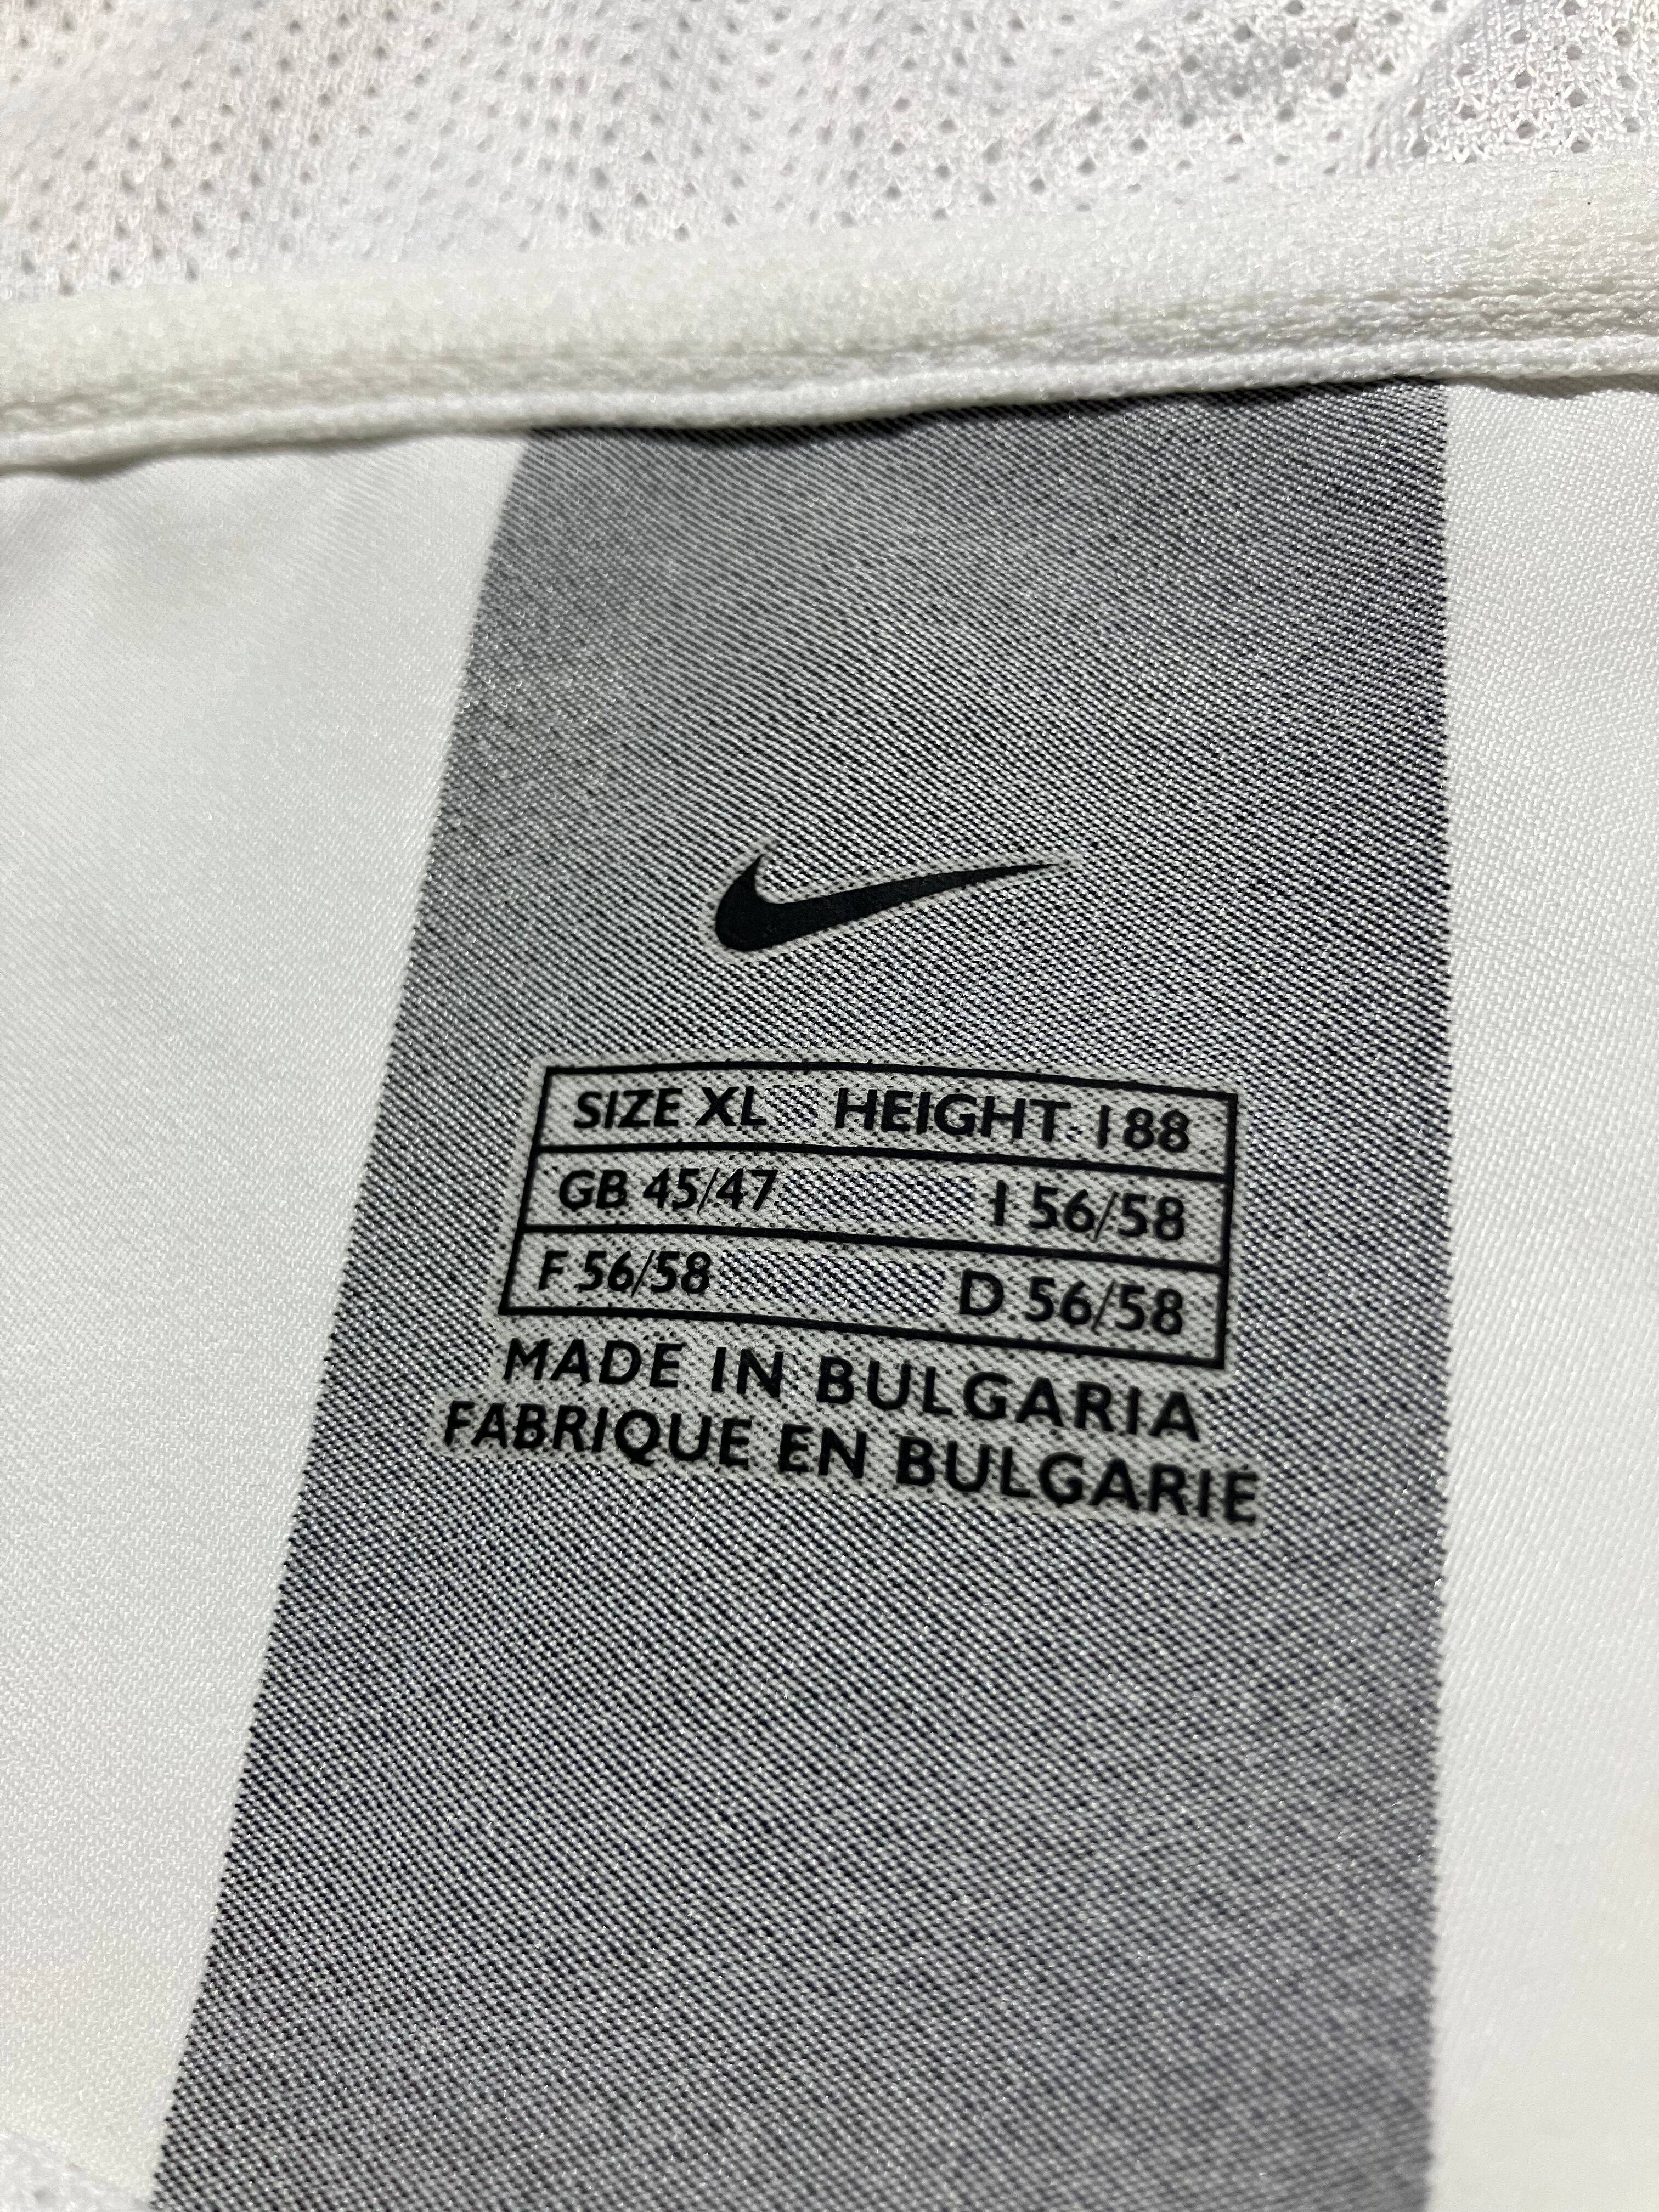 SIZE XL HEIGHT 188
GB 45/47 I 56/58
F 56/58 D 56/58
MADE IN BULGARIA
FABRIQUE EN BULGARIE